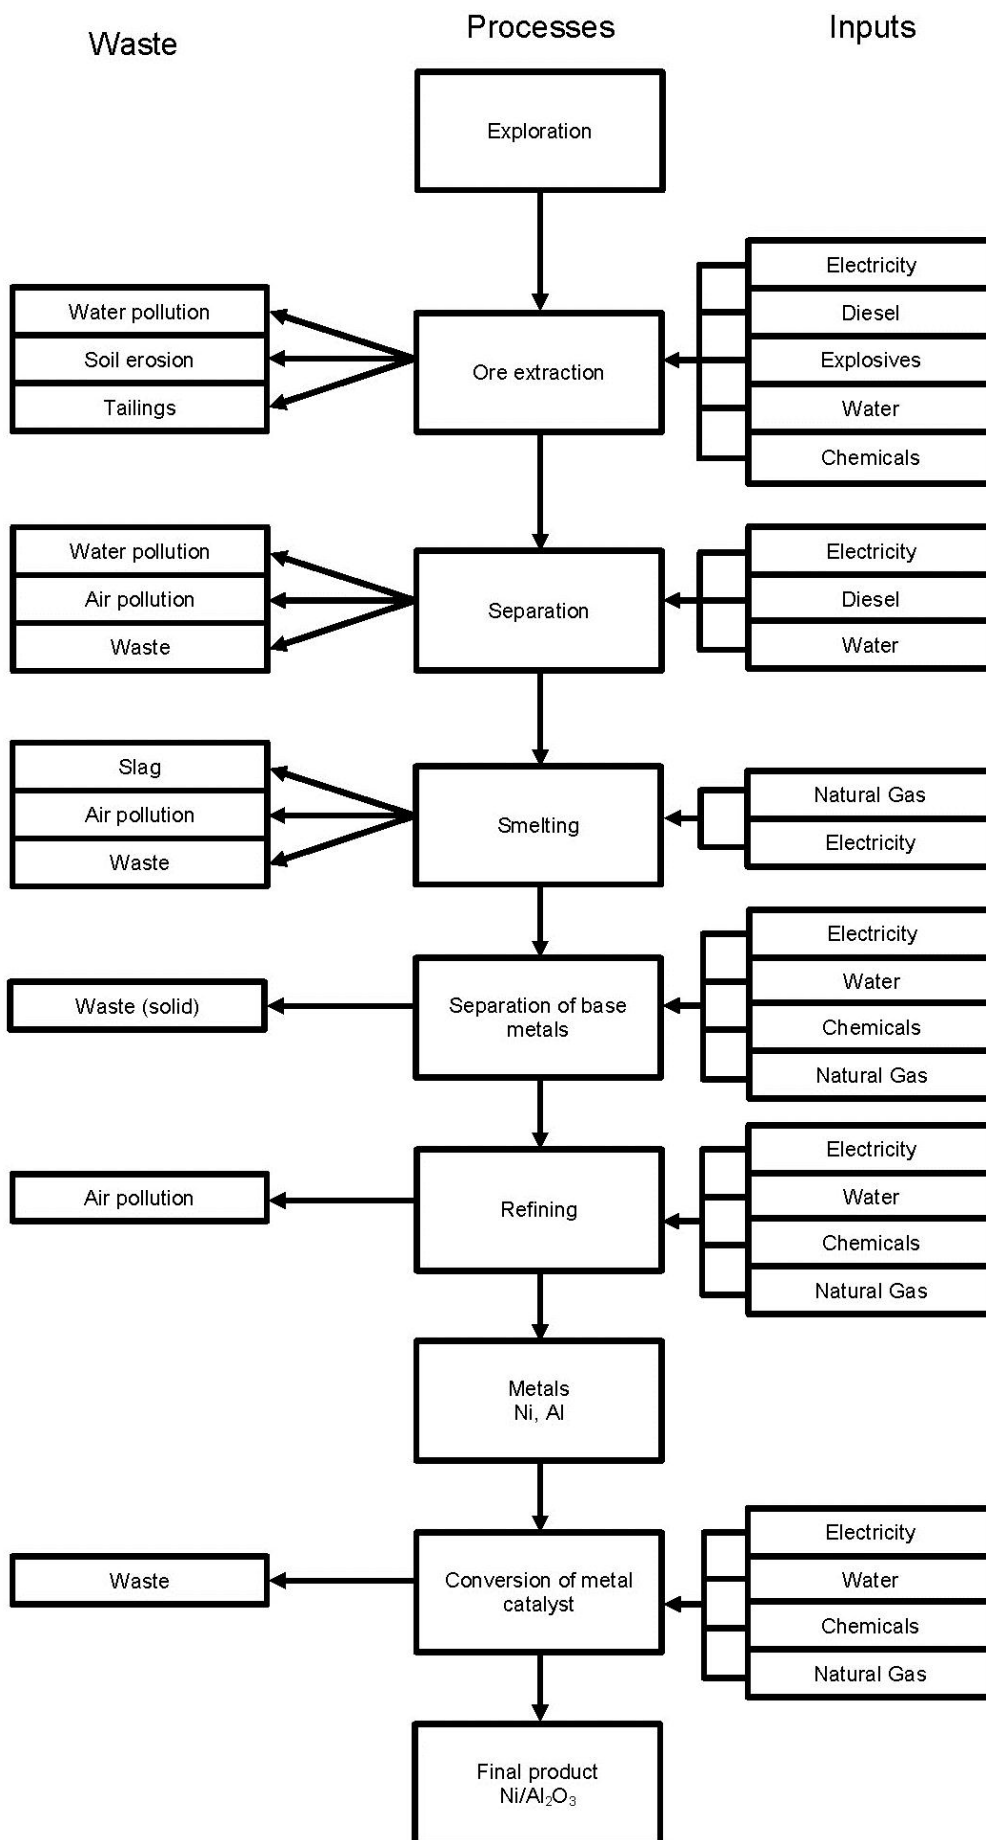 Waste
Processes
Inputs
Exploration
Water pollution
Soil erosion
Tailings
Ore extraction
Electricity
Diesel
Explosives
Water
Chemicals
Water pollution
Air pollution
Waste
Separation
Electricity
Diesel
Water
Slag
Air pollution
Waste
Smelting
Natural Gas
Electricity
Waste (solid)
Separation of base
metals
Electricity
Water
Chemicals
Natural Gas
Air pollution
Refining
Electricity
Water
Chemicals
Natural Gas
Metals
Ni, Al
Waste
Conversion of metal
catalyst
Electricity
Water
Chemicals
Natural Gas
Final product
Ni/Al₂O₃